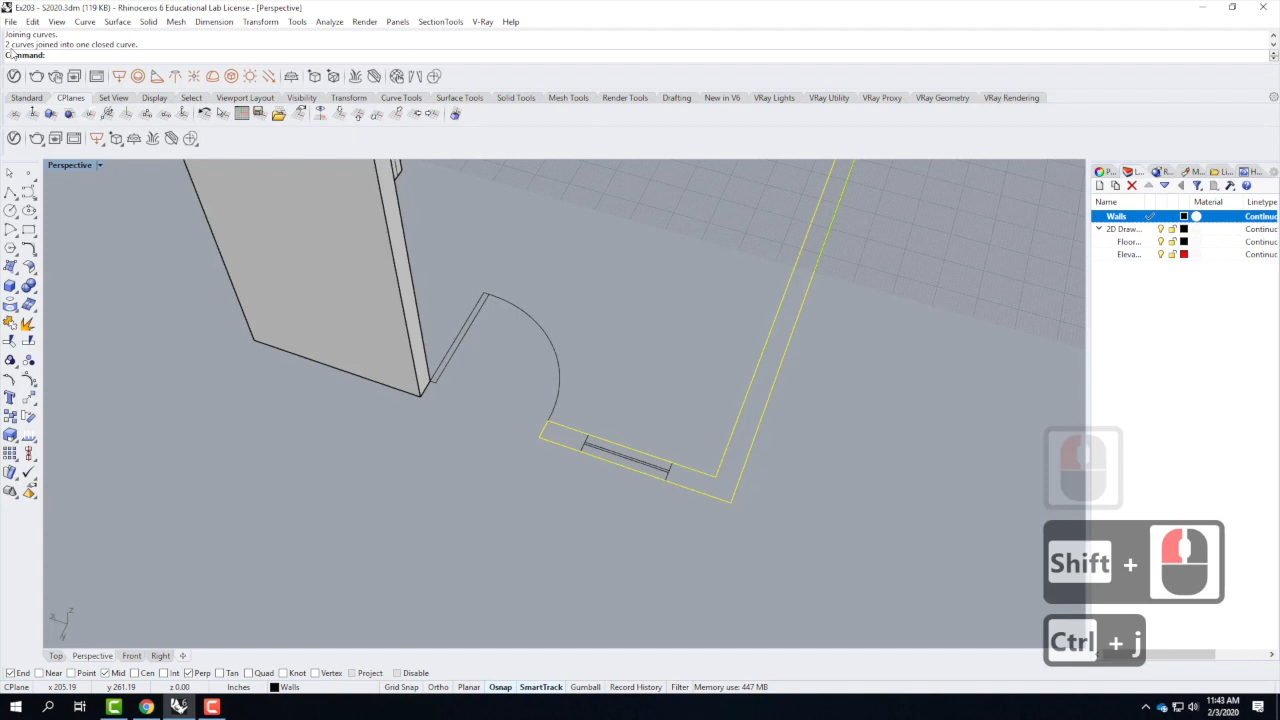 Ex203 - S2020.3dm (119 KB) - Rhinoceros 6 Educational Lab License - [Perspective]
File Edit View Curve Surface Solid Mesh Dimension Transform Tools Analyze Render Panels SectionTools V-Ray Help
Joining curves.
2 curves joined into one closed curve.
Command:
Standard CPlanes Set View Display Select Viewport Layout Visibility Transform Curve Tools Surface Tools Solid Tools Mesh Tools Render Tools Drafting New in V6 VRay Lights VRay Utility VRay Proxy VRay Geometry VRay Rendering
Perspective
P... L... R... M... Li... H...
Name Material Linetype
Walls Continuc
2D Draw... Continuc
Floor... Continuc
Eleva... Continuc
Shift +
Ctrl + j
z
x
y
Top Perspective Front Right
End Near Point Mid Cen Int Perp Tan Quad Knot Vertex Project Disable
CPlane x 205.19 y 261.19 z 0.00 Inches Walls Grid Snap Ortho Planar Osnap SmartTrack Gumball Record History Filter Memory use: 447 MB
11:43 AM
2/3/2020